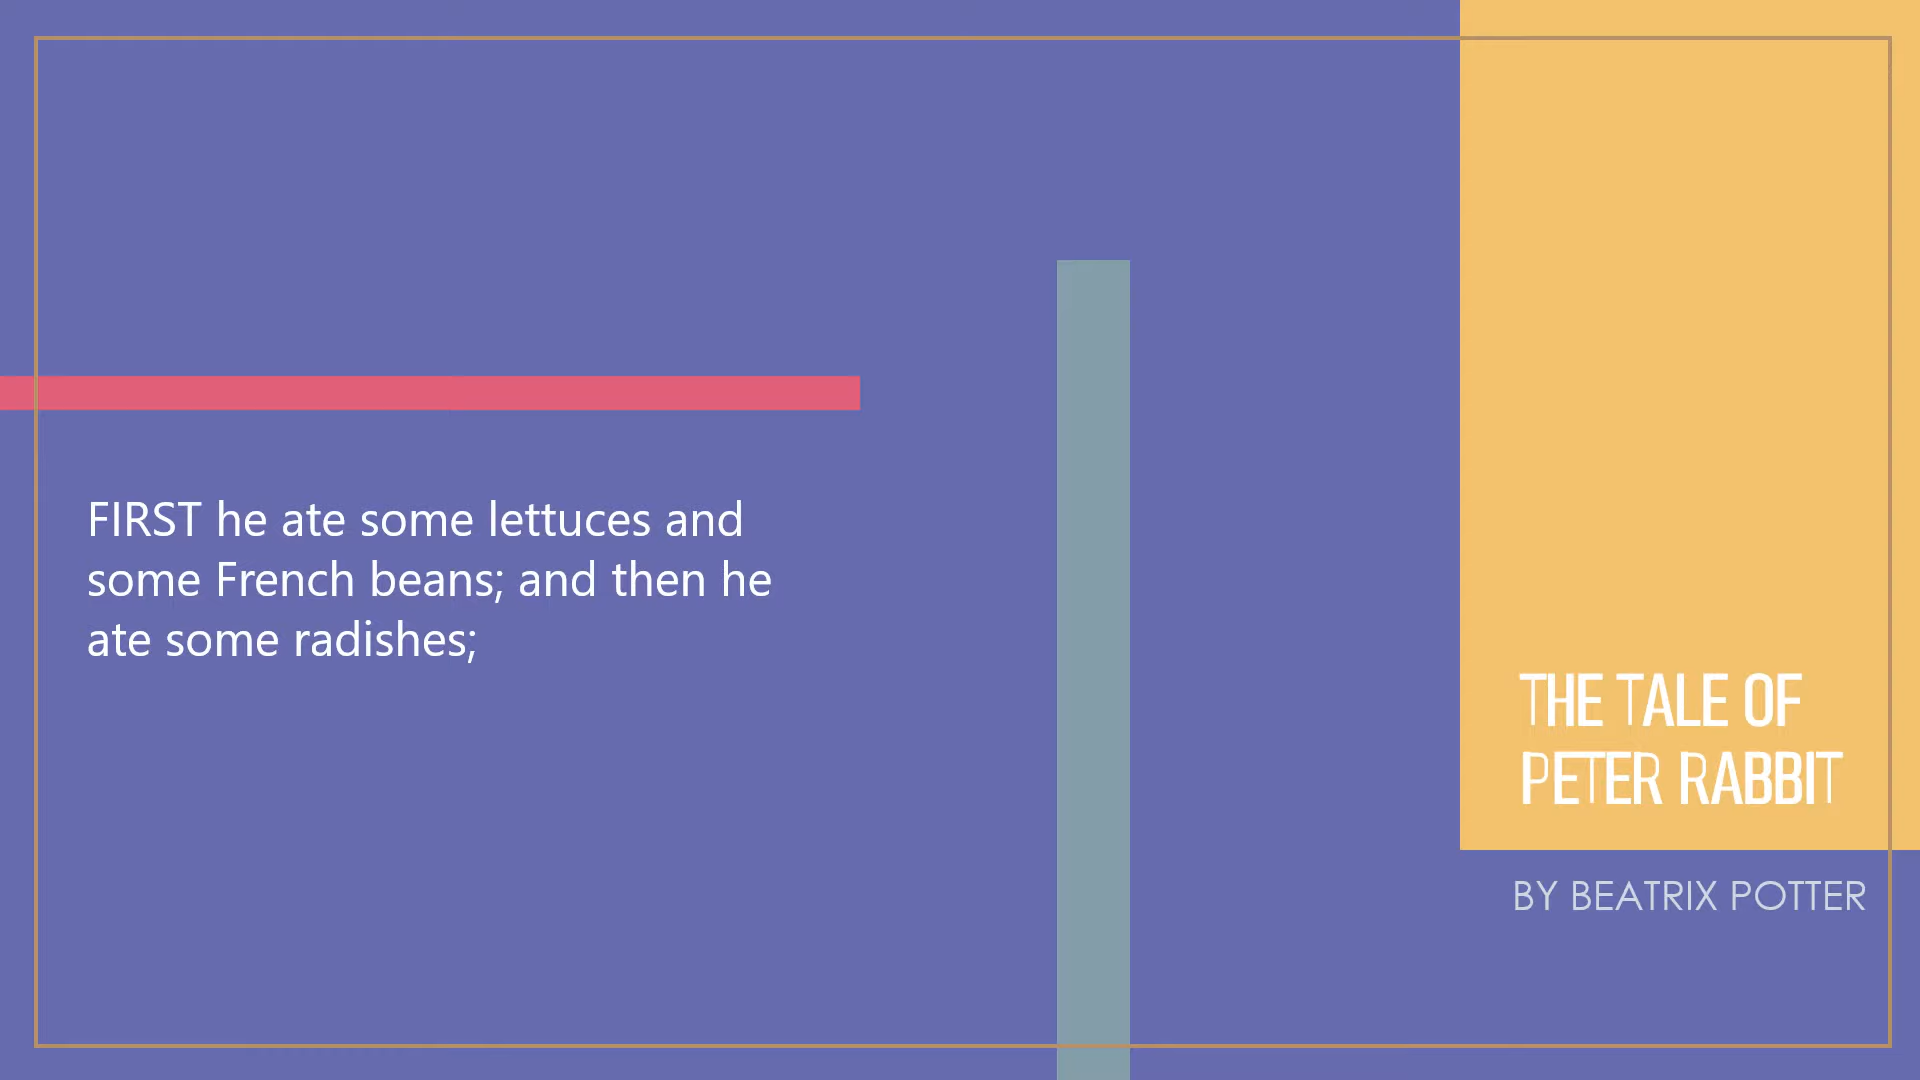 FIRST he ate some lettuces and
some French beans; and then he
ate some radishes;
THE TALE OF
PETER RABBIT
BY BEATRIX POTTER